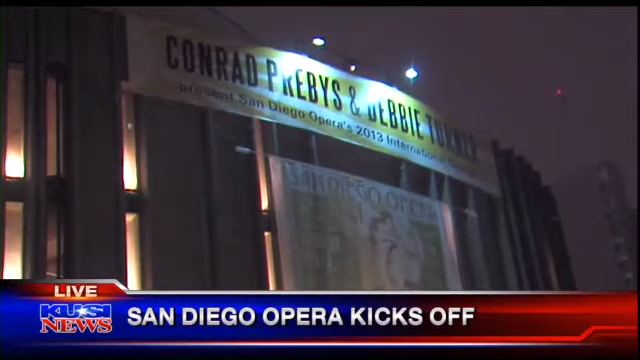 CONRAD PREBYS & DEBBIE TURNER
present San Diego Opera's 2013 International
SAN DIEGO OPERA
LIVE
KUSI
NEWS
SAN DIEGO OPERA KICKS OFF